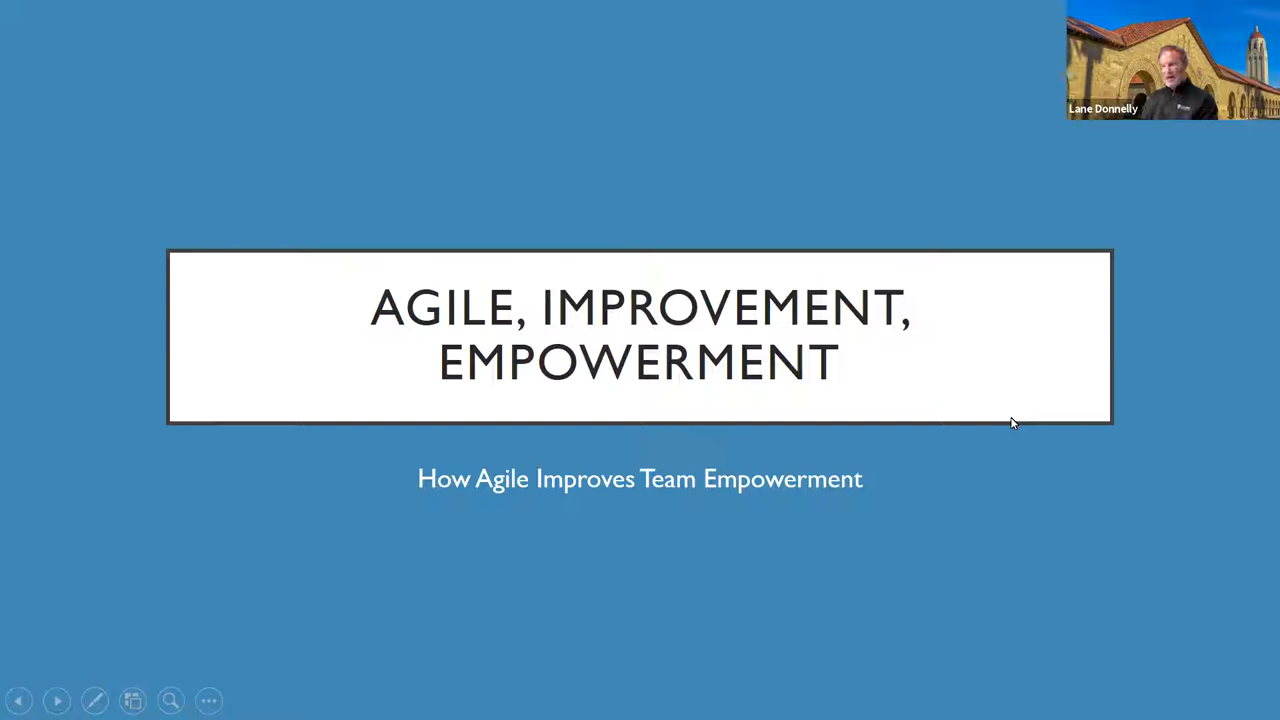 Lane Donnelly
AGILE, IMPROVEMENT,
EMPOWERMENT
How Agile Improves Team Empowerment